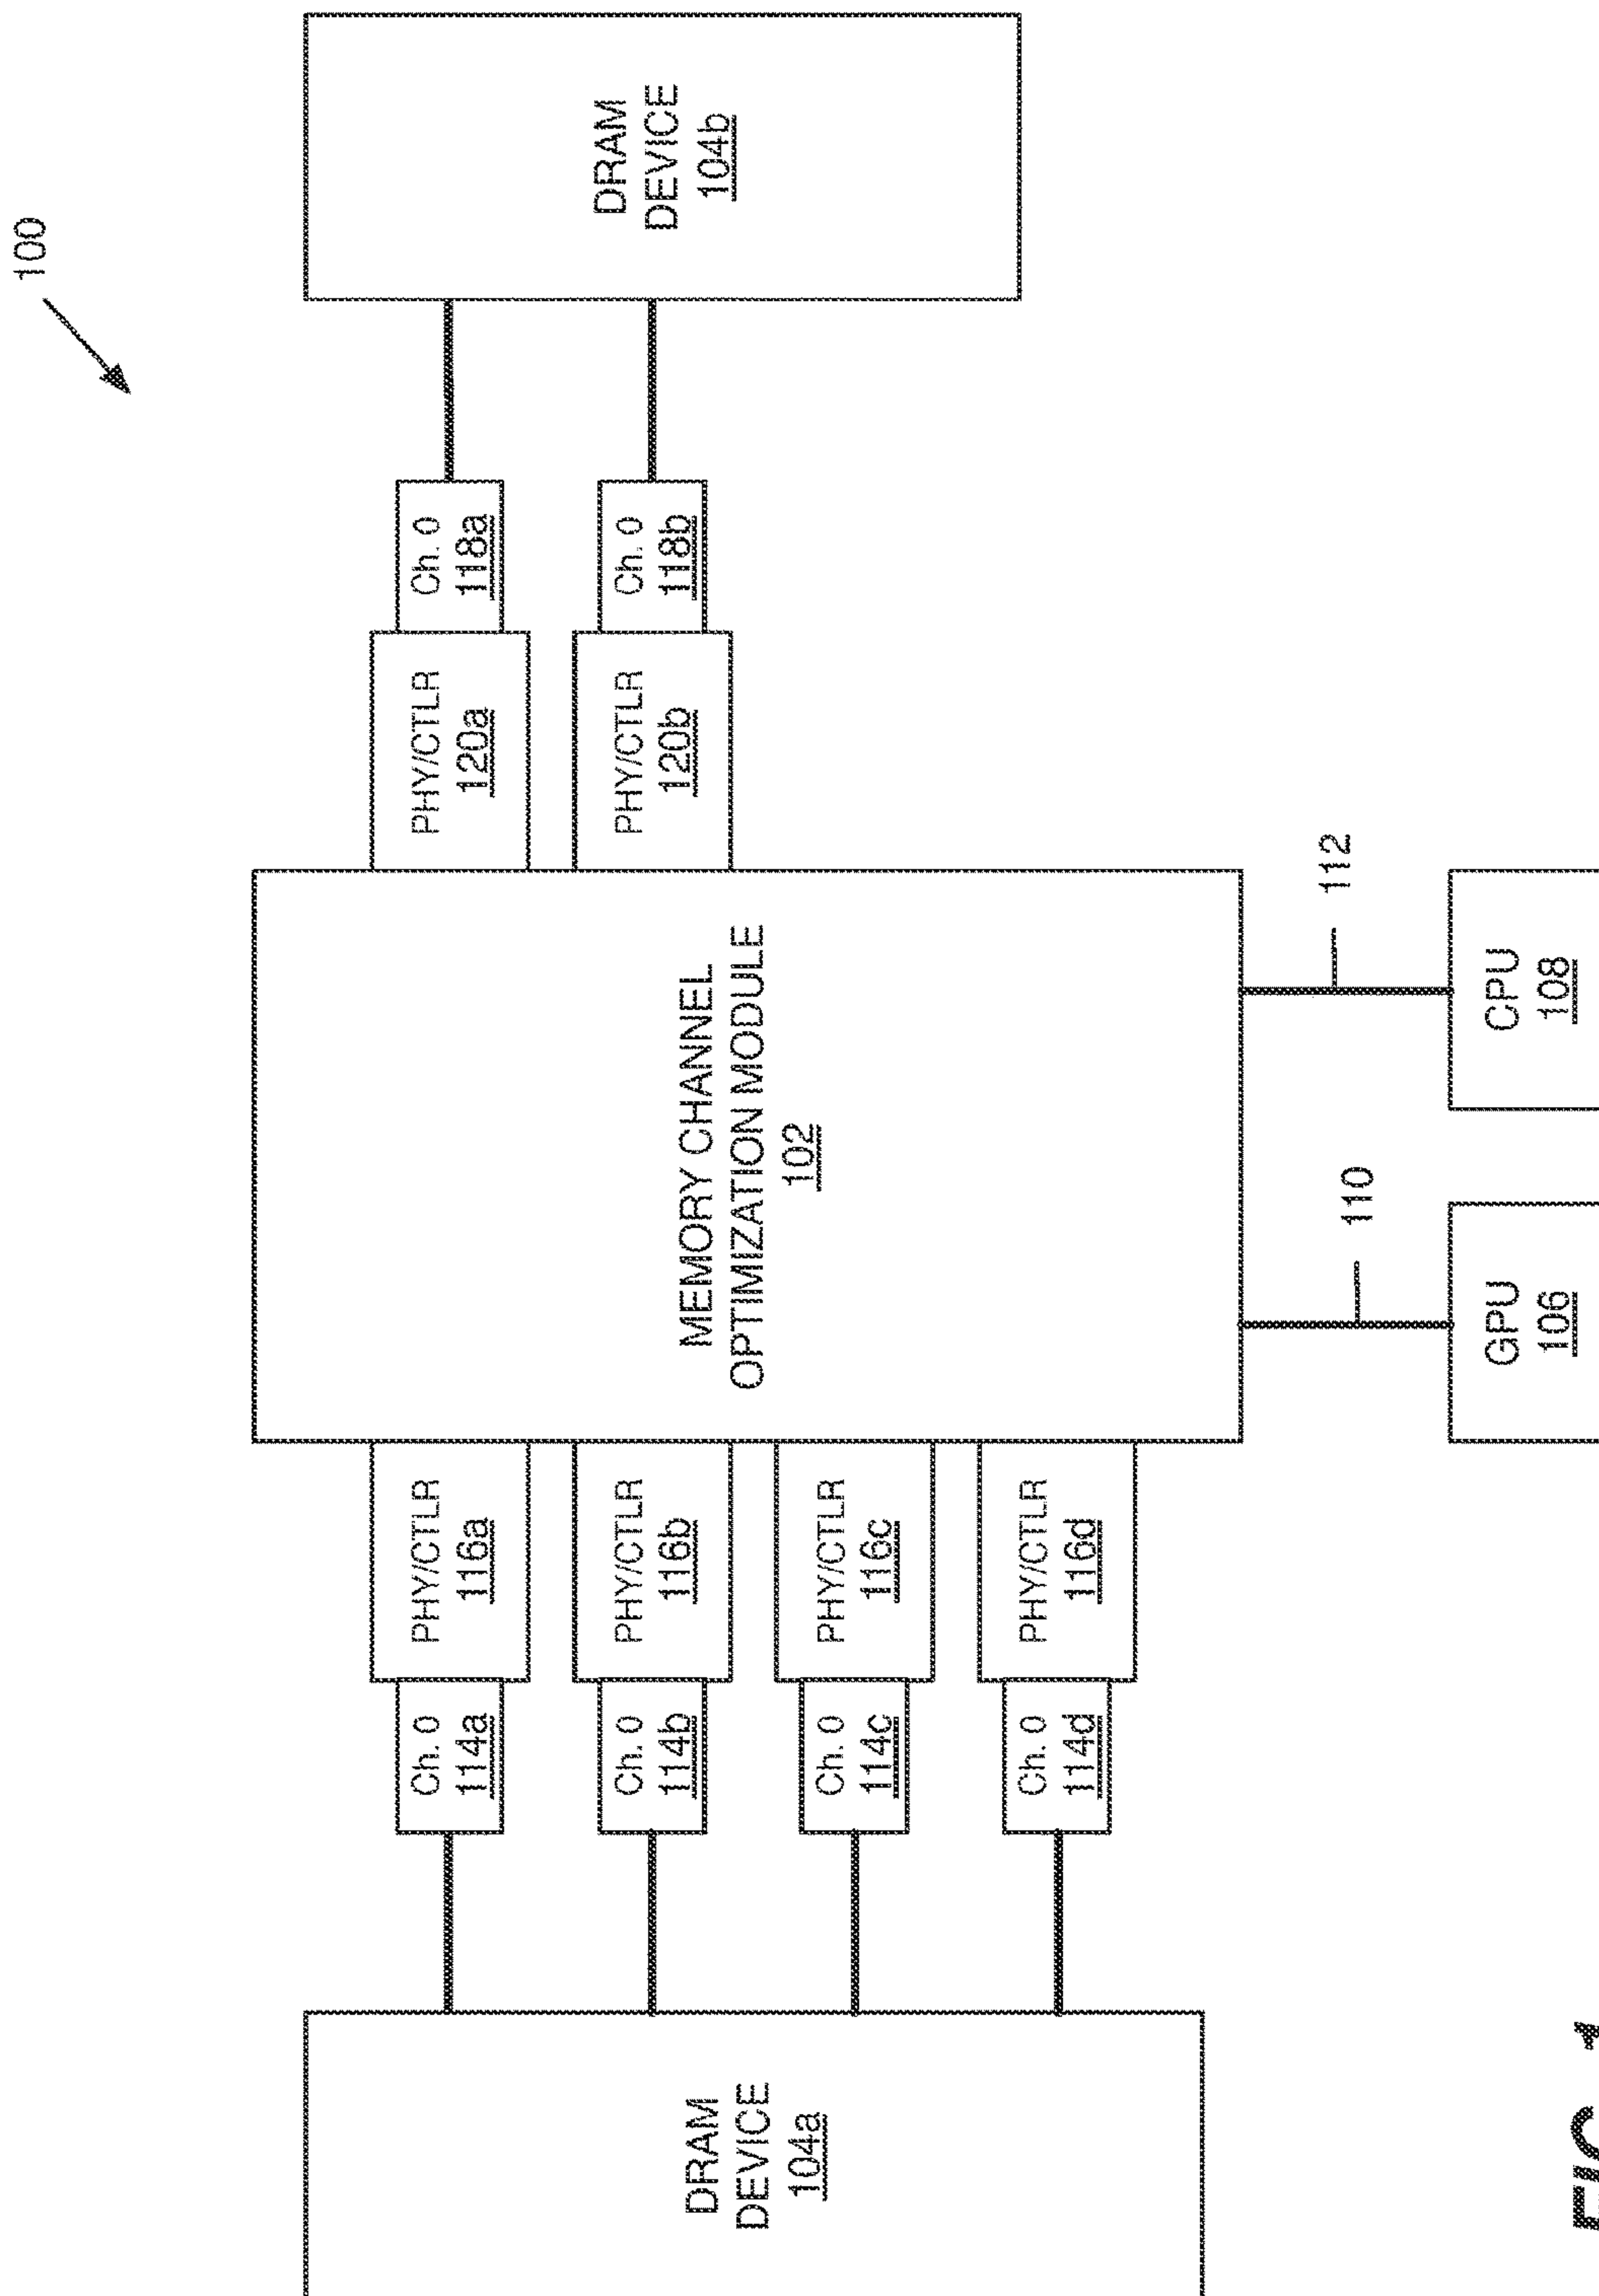 100
DRAM
DEVICE
104a
Ch. 0
114a
PHY/CTLR
116a
Ch. 0
114b
PHY/CTLR
116b
Ch. 0
114c
PHY/CTLR
116c
Ch. 0
114d
PHY/CTLR
116d
MEMORY CHANNEL
OPTIMIZATION MODULE
102
PHY/CTLR
120a
Ch. 0
118a
PHY/CTLR
120b
Ch. 0
118b
DRAM
DEVICE
104b
110
112
GPU
106
CPU
108
FIG. 1